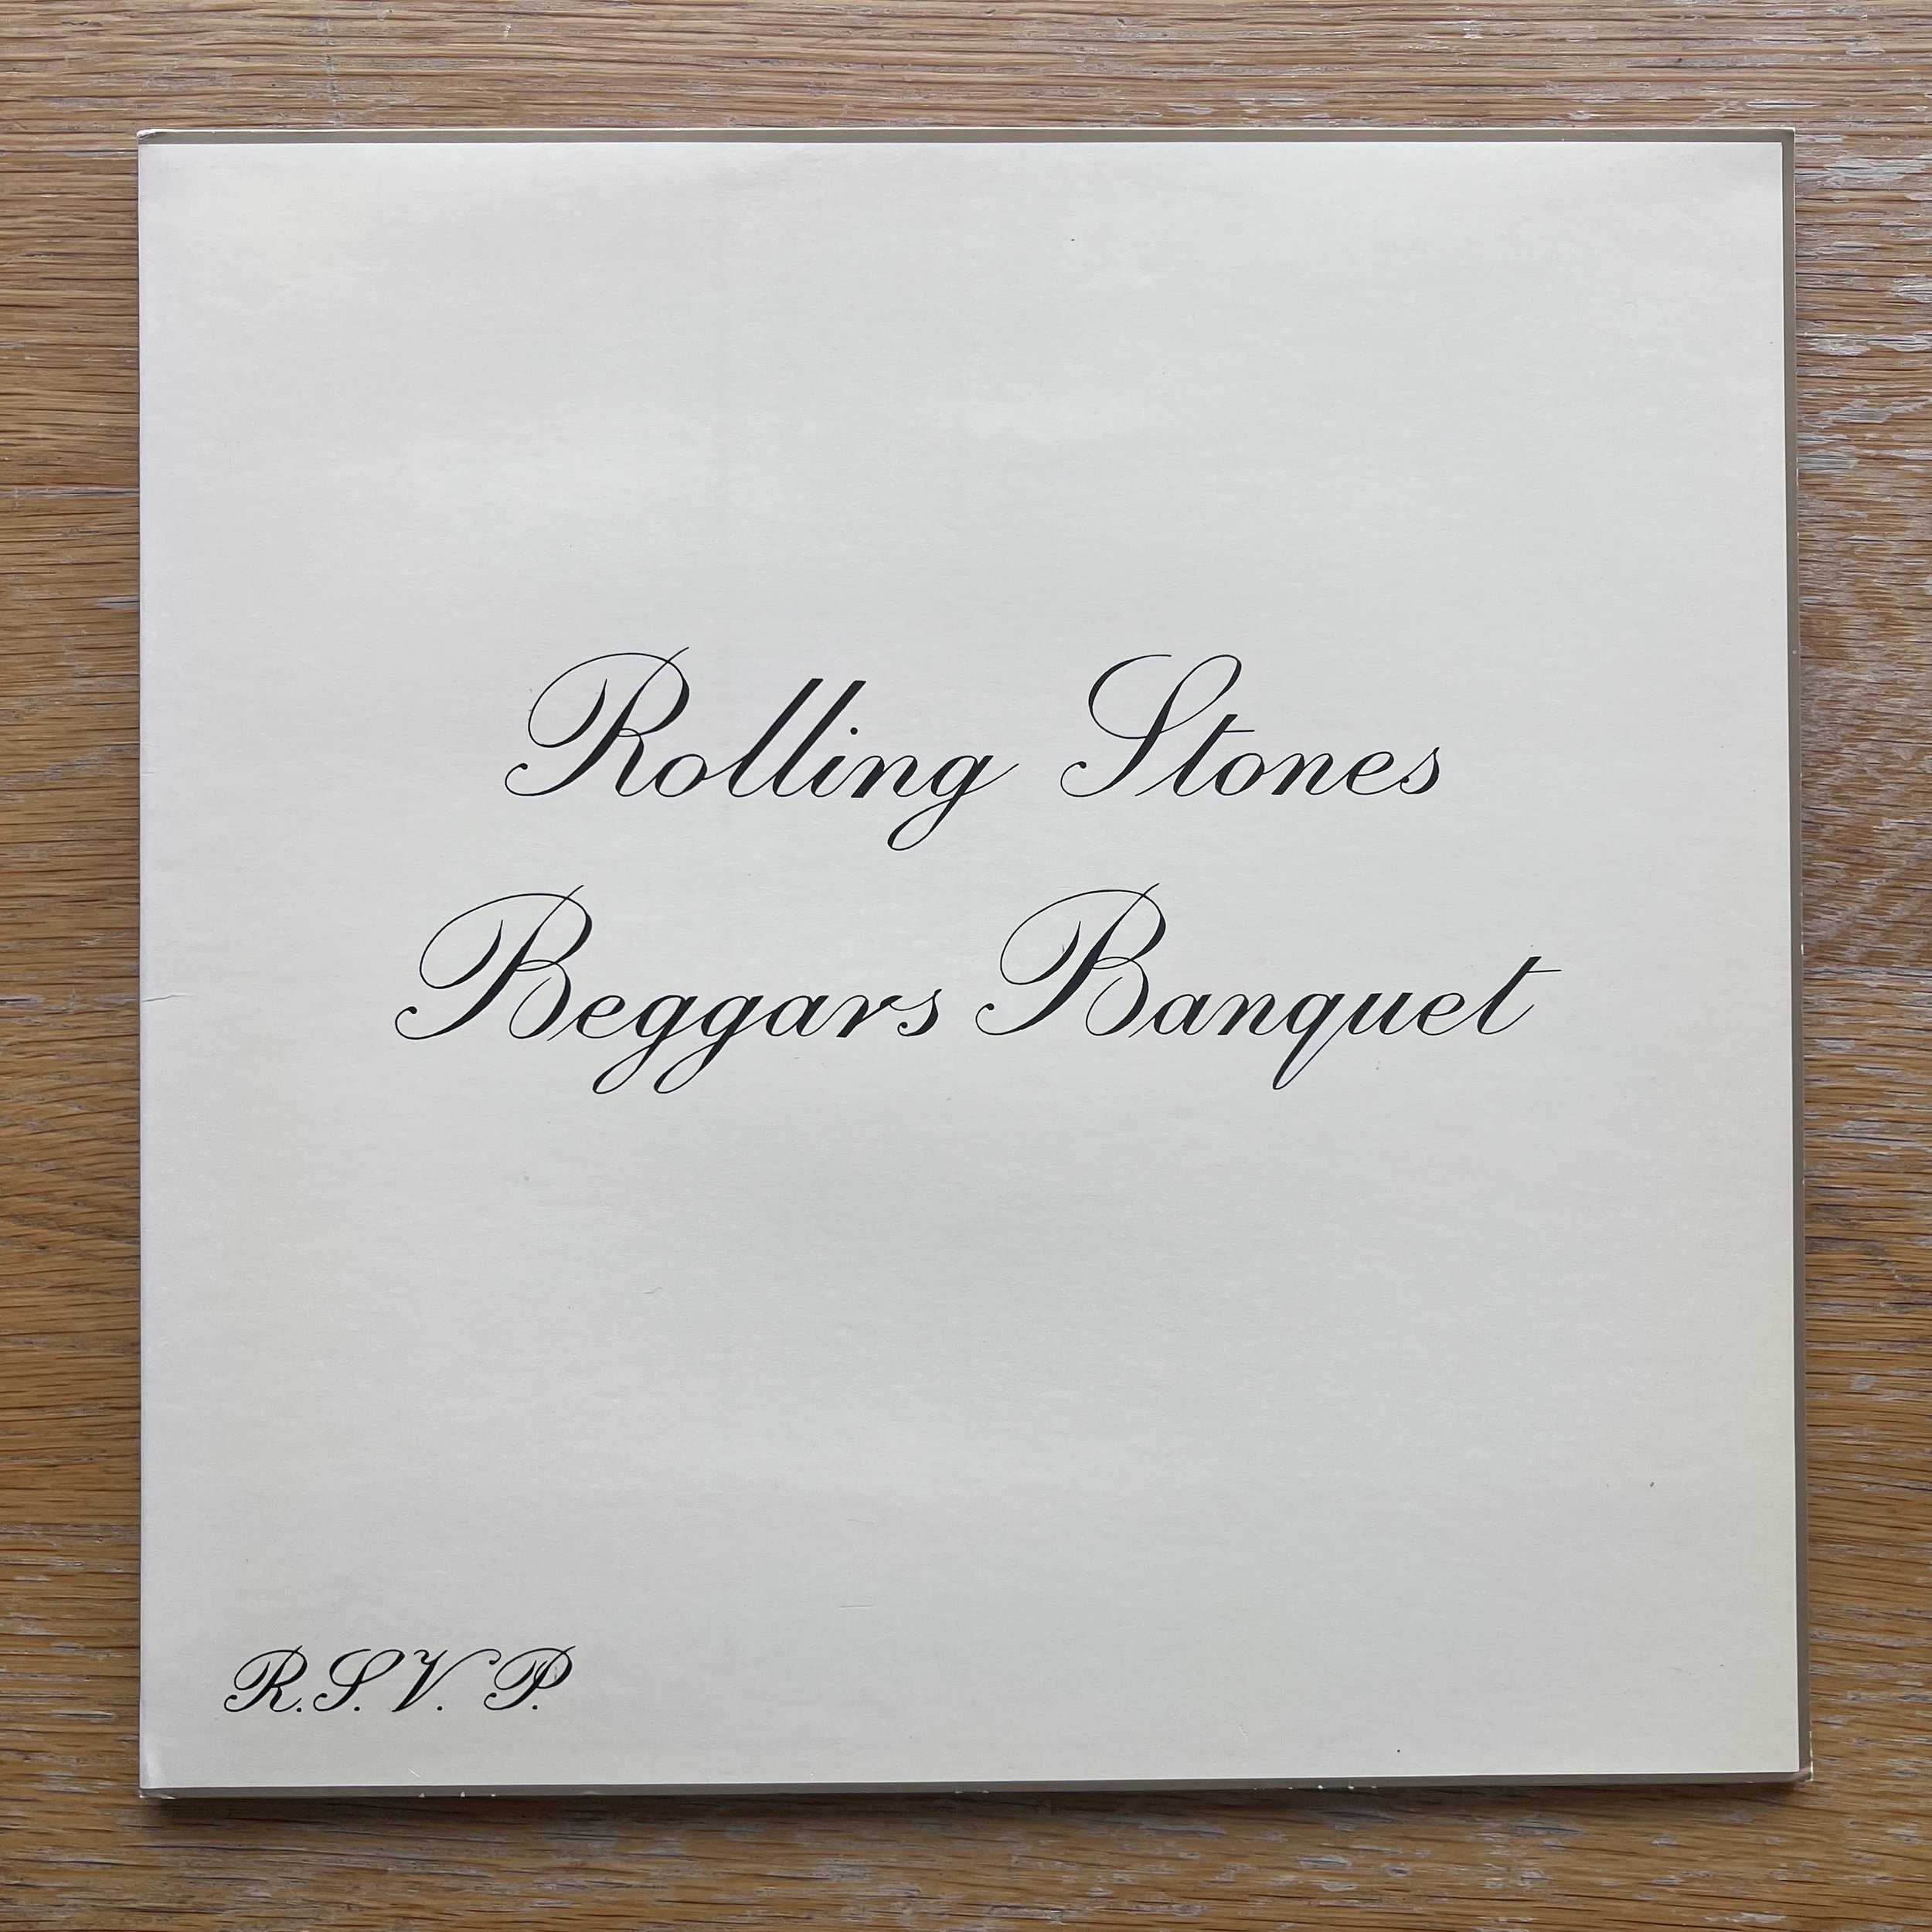 Rolling Stones
Beggars Banquet
R.S.V.P.